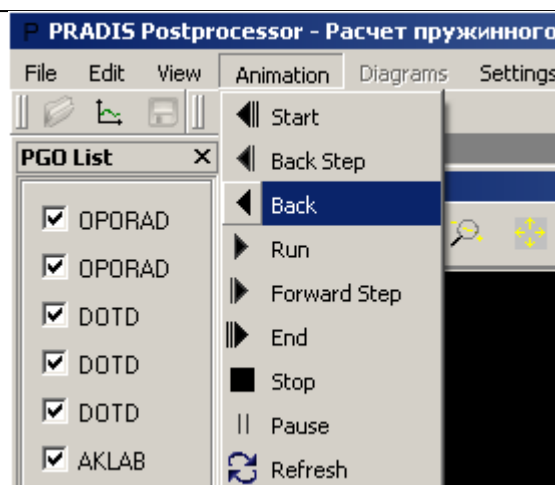 PRADIS Postprocessor - Расчет пружинного
File Edit View Animation Diagrams Settings
PGO List
OPORAD
OPORAD
DOTD
DOTD
DOTD
AKLAB
Start
Back Step
Back
Run
Forward Step
End
Stop
Pause
Refresh